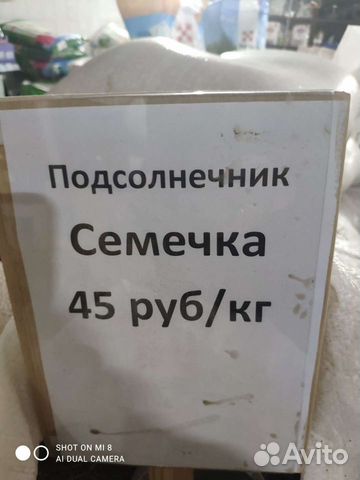 Подсолнечник
Семечка
45 руб/кг
SHOT ON MI 8
AI DUAL CAMERA
Avito